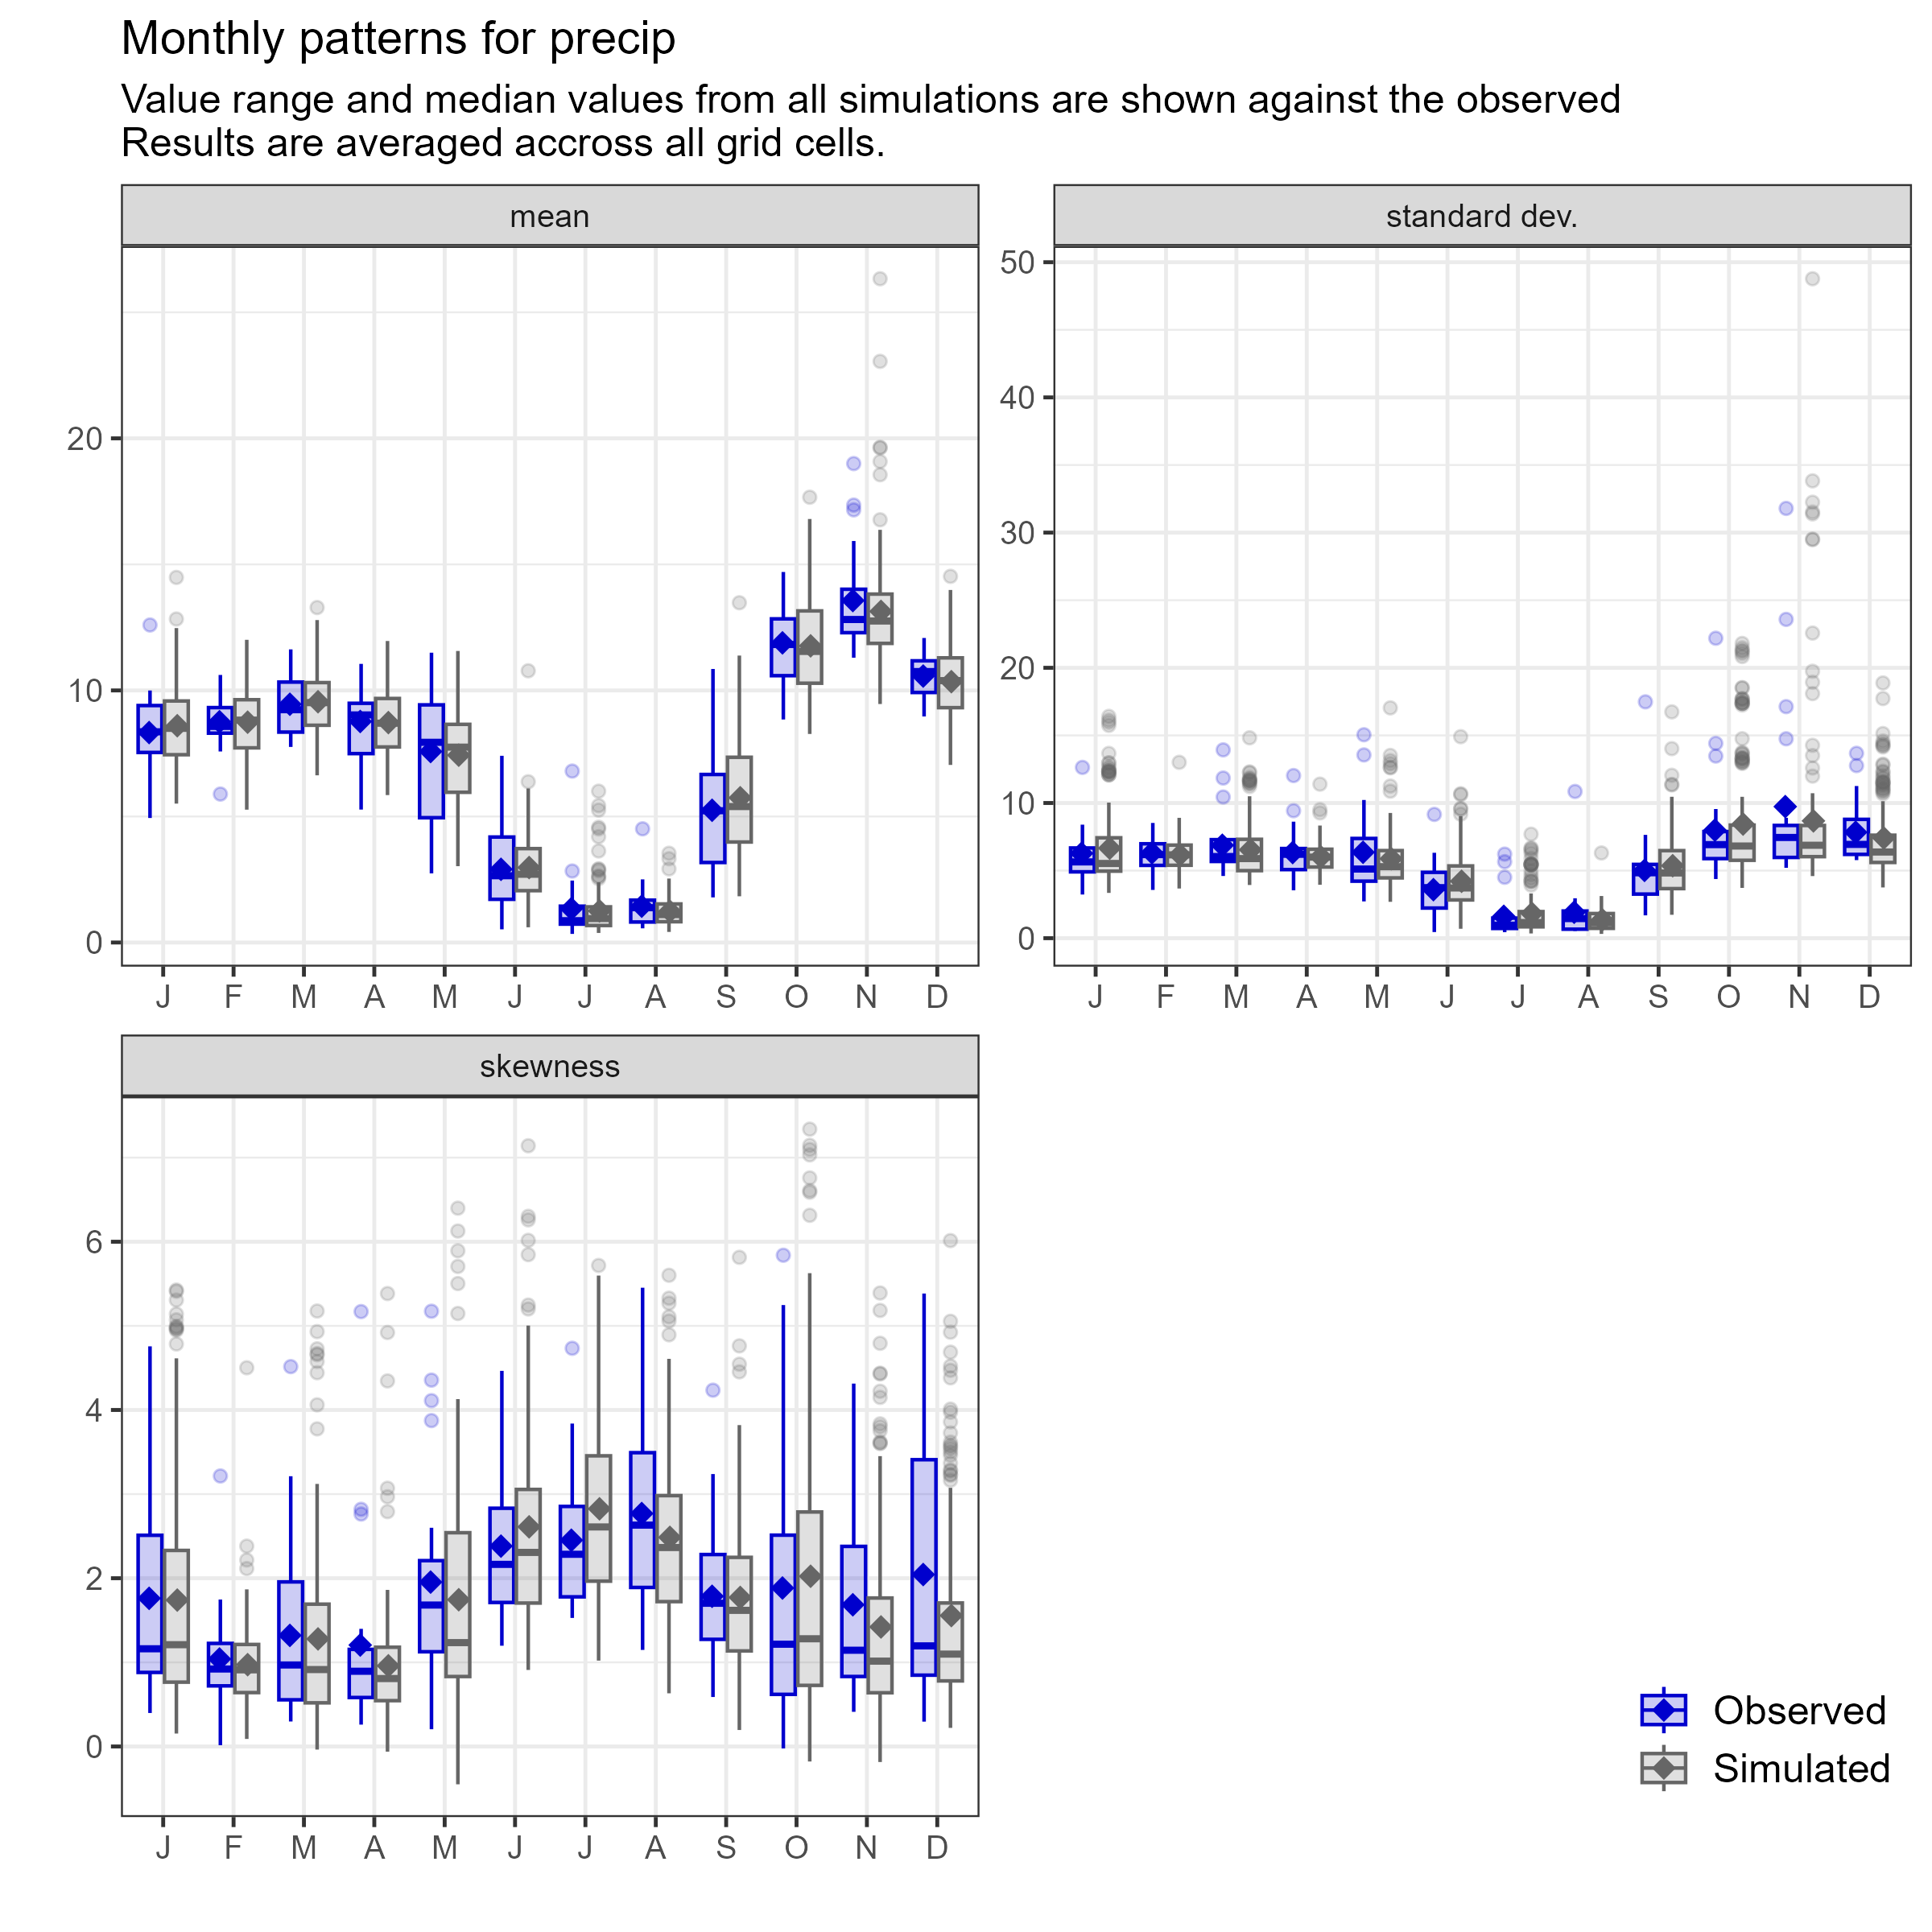 Monthly patterns for precip
Value range and median values from all simulations are shown against the observed
Results are averaged accross all grid cells.
mean
20
10
0
J F M A M J J A S O N D
standard dev.
50
40
30
20
10
0
J F M A M J J A S O N D
skewness
6
4
2
0
J F M A M J J A S O N D
Observed
Simulated